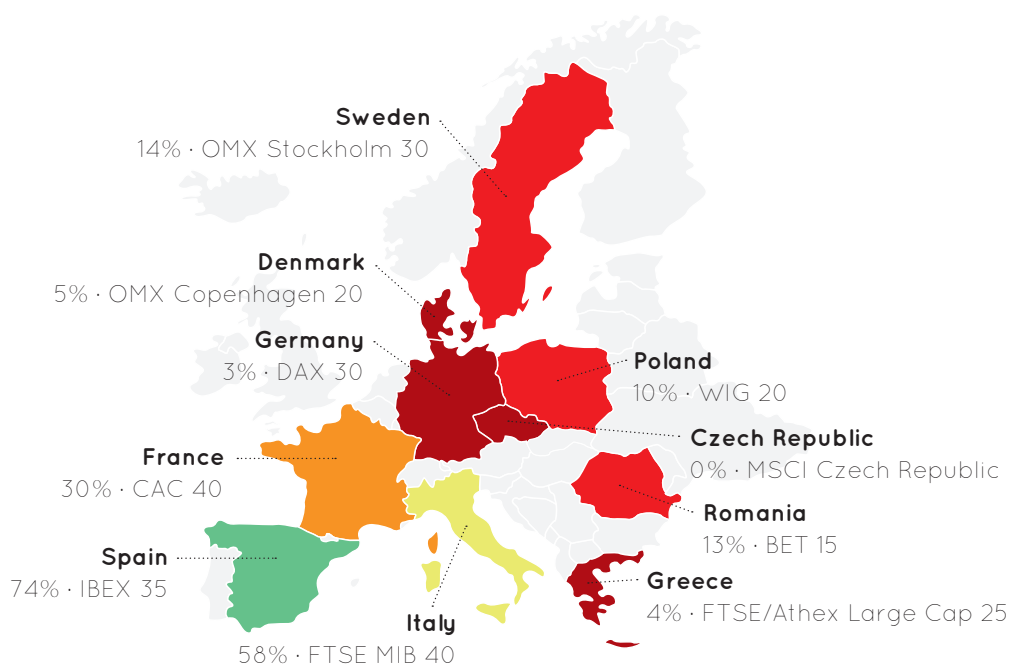 Sweden
14% · OMX Stockholm 30
Denmark
5% · OMX Copenhagen 20
Germany
3% · DAX 30
Poland
10% · WIG 20
Czech Republic
0% · MSCI Czech Republic
France
30% · CAC 40
Romania
13% · BET 15
Spain
74% · IBEX 35
Greece
4% · FTSE/Athex Large Cap 25
Italy
58% · FTSE MIB 40